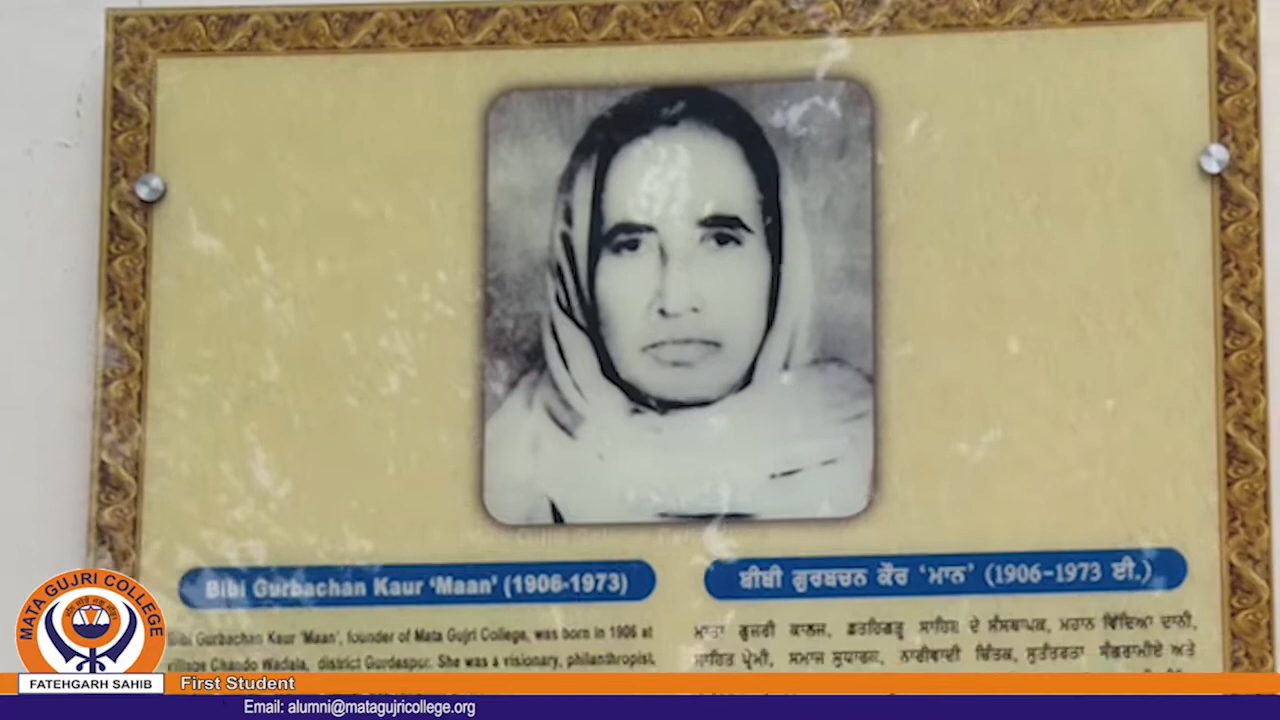 Bibi Gurbachan Kaur ‘Maan’ (1906-1973)
Bibi Gurbachan Kaur 'Maan', founder of Mata Gujri College, was born in 1906 at
village Chando Wadala, district Gurdaspur. She was a visionary, philanthropist,
ਬੀਬੀ ਗੁਰਬਚਨ ਕੌਰ ‘ਮਾਨ’ (1906-1973 ਈ.)
ਮਾਤਾ ਗੁਜਰੀ ਕਾਲਜ, ਫ਼ਤਹਿਗੜ੍ਹ ਸਾਹਿਬ ਦੇ ਸੰਸਥਾਪਕ, ਮਹਾਨ ਵਿੱਦਿਆ ਦਾਨੀ,
ਸਾਹਿਤ ਪ੍ਰੇਮੀ, ਸਮਾਜ ਸੁਧਾਰਕ, ਨਾਰੀਵਾਦੀ ਚਿੰਤਕ, ਸੁਤੰਤਰਤਾ ਸੰਗਰਾਮੀਏ ਅਤੇ
MATA GUJRI COLLEGE
FATEHGARH SAHIB
First Student
Email: alumni@matagujricollege.org